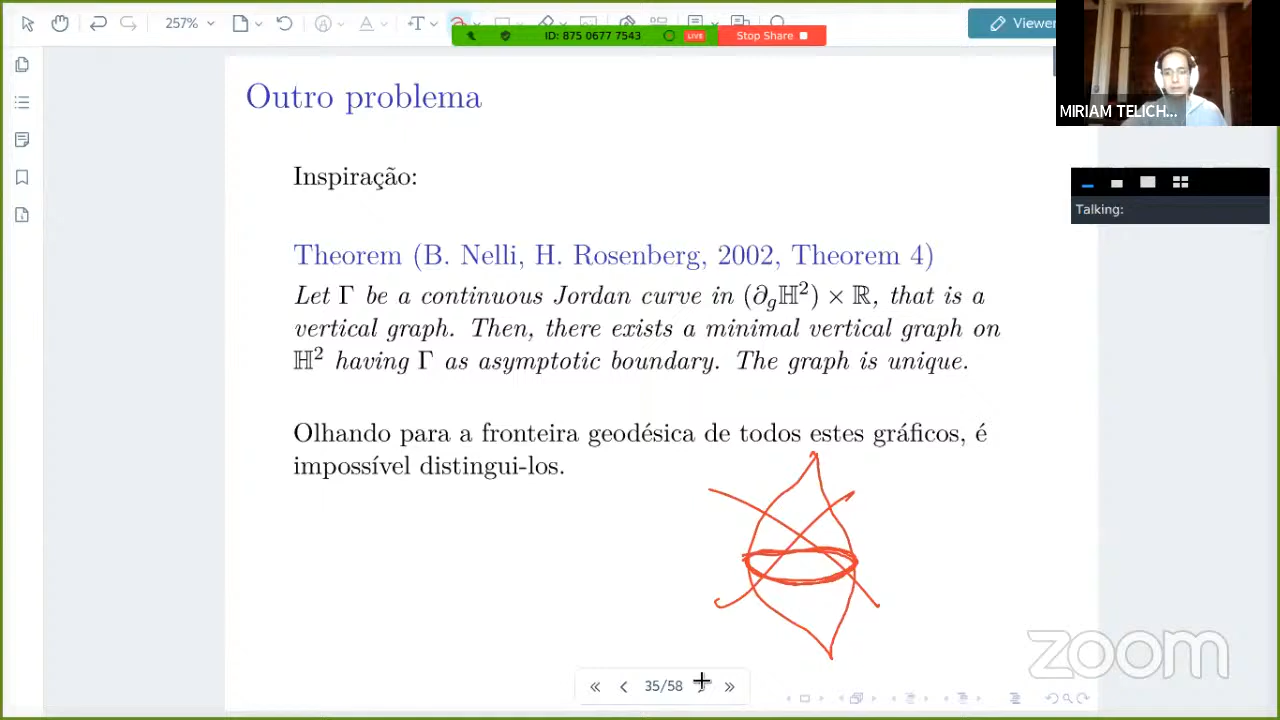 257%
ID: 875 0677 7543
LIVE
Stop Share
Viewer
MIRIAM TELICH...
Talking:
Outro problema
Inspiração:
Theorem (B. Nelli, H. Rosenberg, 2002, Theorem 4)
Let Γ be a continuous Jordan curve in (∂gℍ²) × ℝ, that is a
vertical graph. Then, there exists a minimal vertical graph on
ℍ² having Γ as asymptotic boundary. The graph is unique.
Olhando para a fronteira geodésica de todos estes gráficos, é
impossível distingui-los.
35/58
zoom